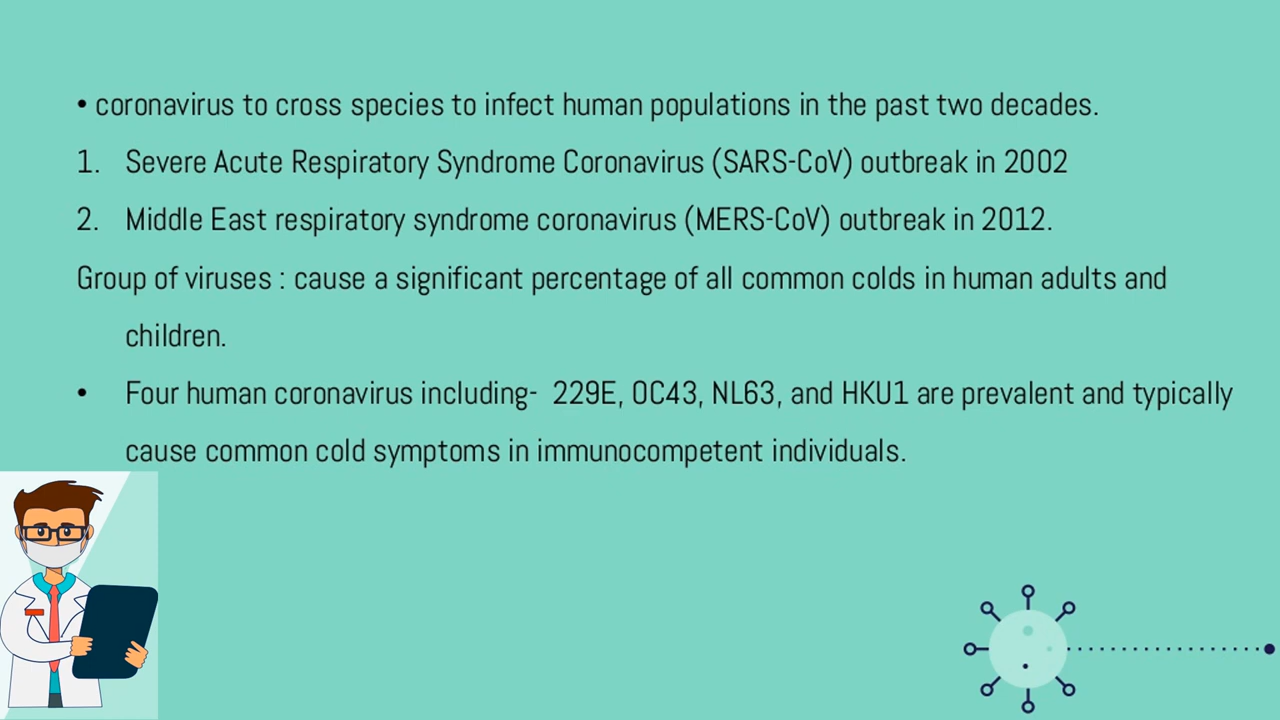 • coronavirus to cross species to infect human populations in the past two decades.
1. Severe Acute Respiratory Syndrome Coronavirus (SARS-CoV) outbreak in 2002
2. Middle East respiratory syndrome coronavirus (MERS-CoV) outbreak in 2012.
Group of viruses : cause a significant percentage of all common colds in human adults and
children.
• Four human coronavirus including- 229E, OC43, NL63, and HKU1 are prevalent and typically
cause common cold symptoms in immunocompetent individuals.